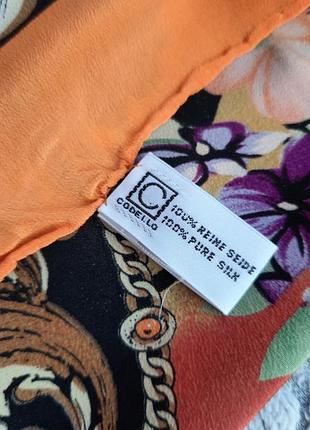 C
CODELLO
100% REINE SEIDE
100% PURE SILK